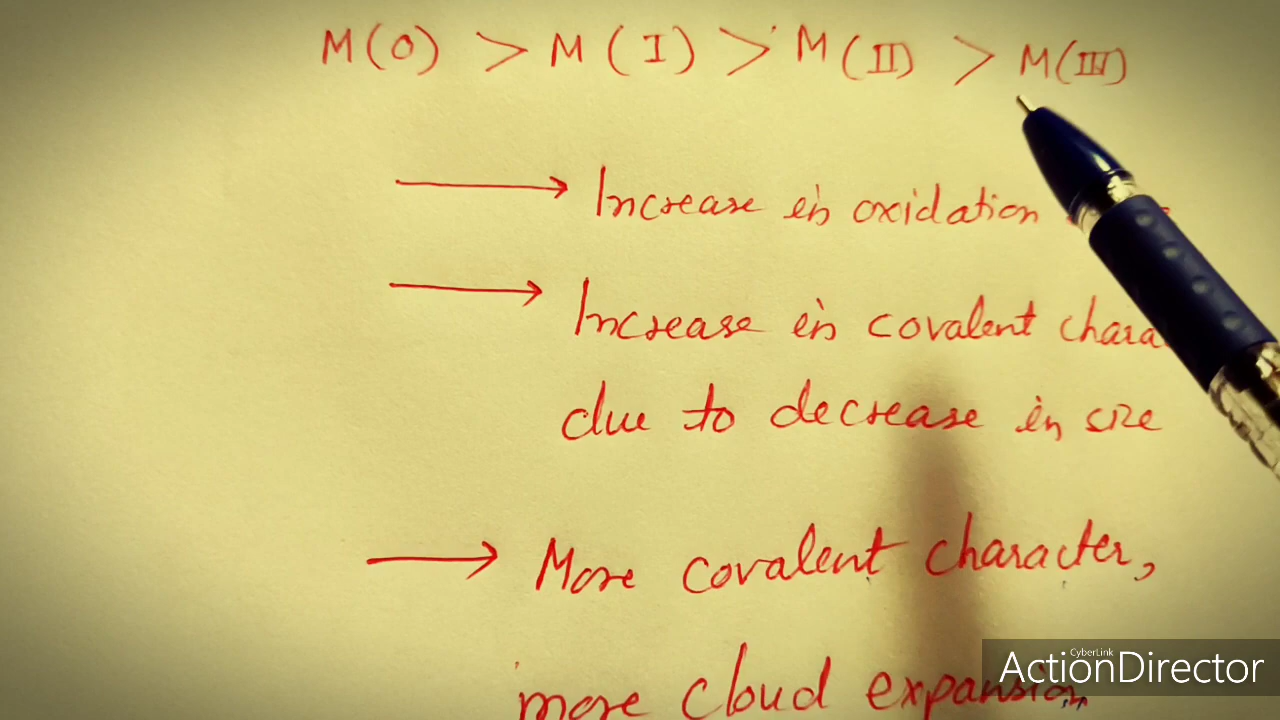 M(0) > M(I) > M(II) > M(III)
Increase in oxidation
Increase in covalent chara
due to decrease in size
More covalent character,
more cloud expansion,
CyberLink
ActionDirector